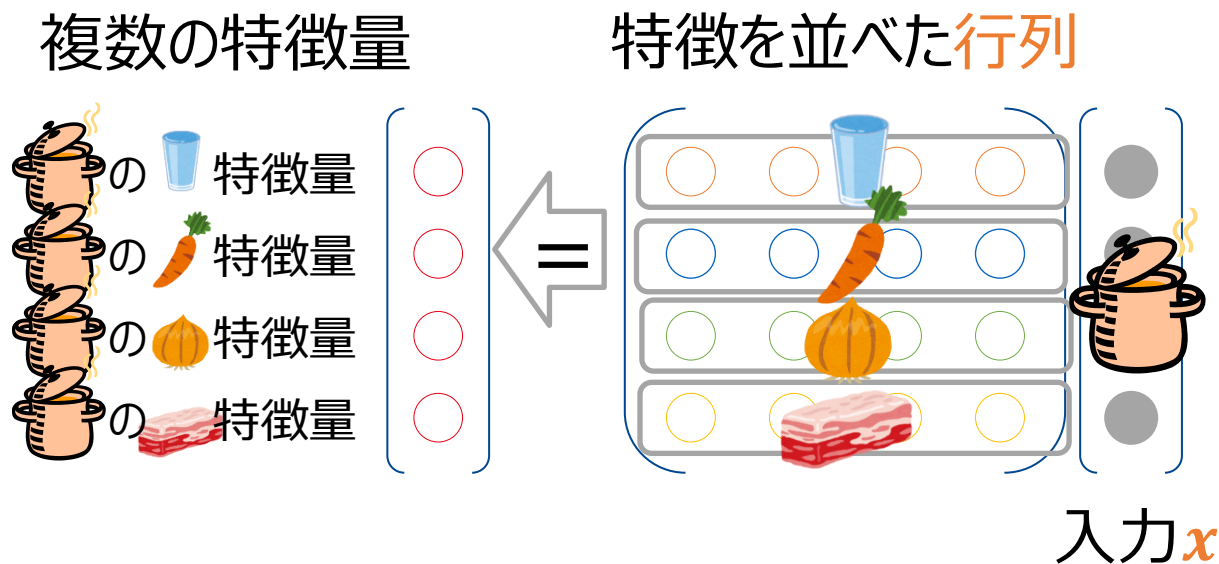 複数の特徴量
特徴を並べた行列
の 特徴量
の 特徴量
の 特徴量
の 特徴量
=
入力x